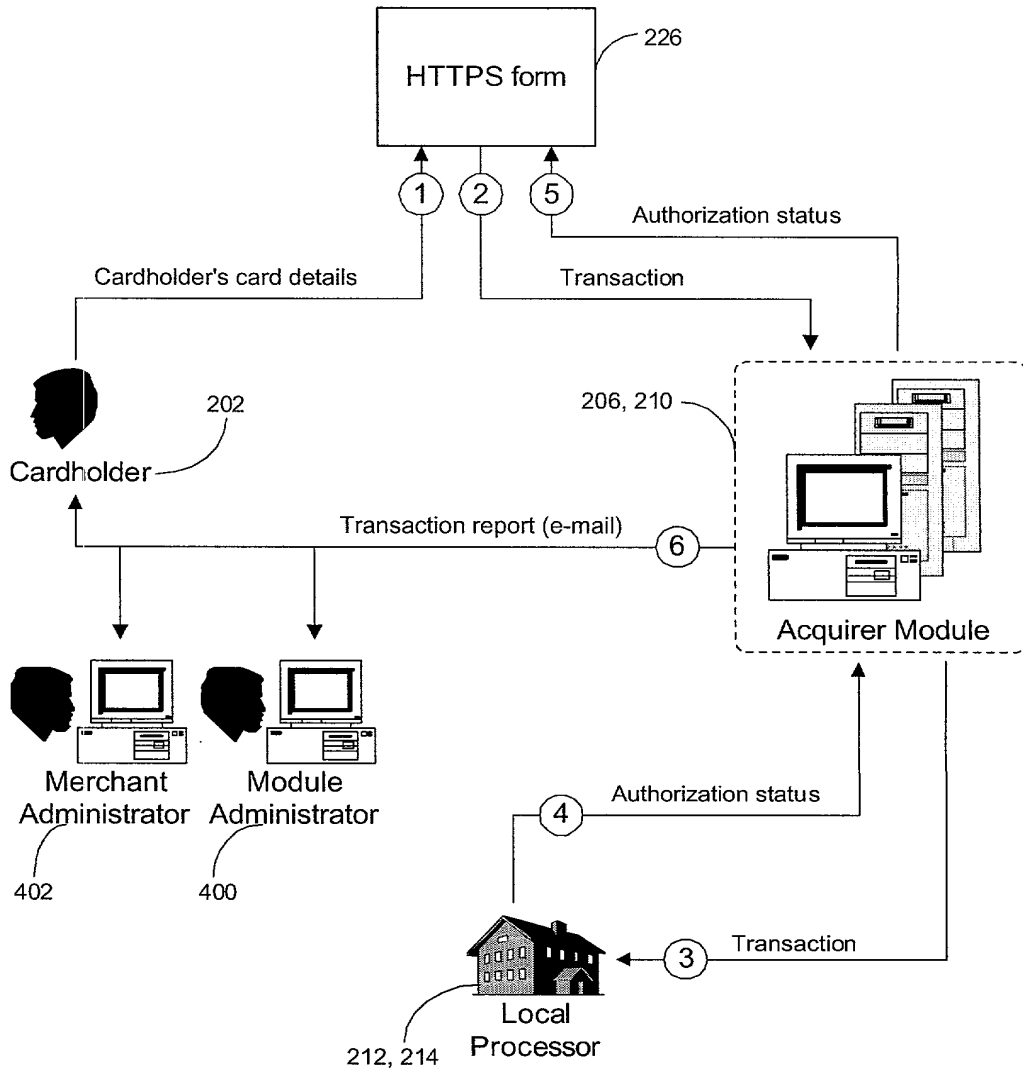 226
HTTPS form
1
2
5
Authorization status
Cardholder's card details
Transaction
202
206, 210
Cardholder
Transaction report (e-mail)
6
Acquirer Module
Merchant
Administrator
Module
Administrator
Authorization status
4
402
400
Transaction
3
Local
Processor
212, 214